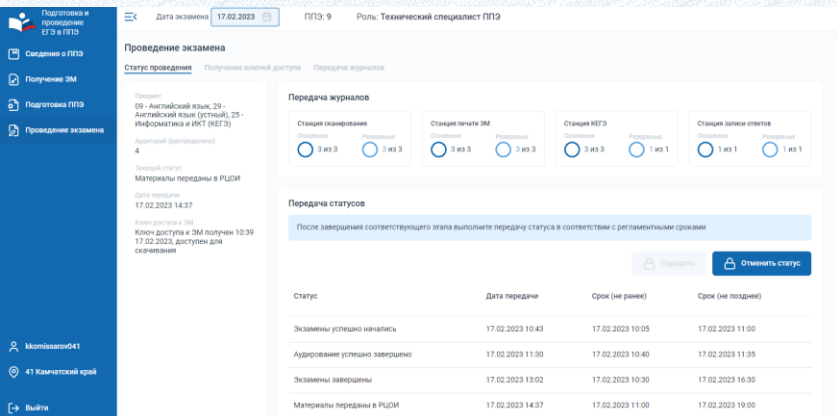 Подготовка и
проведение
ЕГЭ в ППЭ
Сведения о ППЭ
Получение ЭМ
Подготовка ППЭ
Проведение экзамена
kkomissarov041
41 Камчатский край
Выйти
Дата экзамена 17.02.2023 ППЭ: 9 Роль: Технический специалист ППЭ
Проведение экзамена
Статус проведения Получение ключей доступа Передача журналов
Предмет
09 - Английский язык, 29 -
Английский язык (устный), 25 -
Информатика и ИКТ (КЕГЭ)
Аудиторий (распределено)
4
Текущий статус
Материалы переданы в РЦОИ
Дата передачи
17.02.2023 14:37
Ключ доступа к ЭМ
Ключ доступа к ЭМ получен 10:39
17.02.2023, доступен для
скачивания
Передача журналов
Станция сканирования
Основных Резервных
3 из 3 3 из 3
Станция печати ЭМ
Основных Резервных
3 из 3 3 из 3
Станция КЕГЭ
Основных Резервных
3 из 3 1 из 1
Станция записи ответов
Основных Резервных
1 из 1 1 из 1
Передача статусов
После завершения соответствующего этапа выполните передачу статуса в соответствии с регламентными сроками
Передать Отменить статус
Статус Дата передачи Срок (не ранее) Срок (не позднее)
Экзамены успешно начались 17.02.2023 10:43 17.02.2023 10:05 17.02.2023 11:00
Аудирование успешно завершено 17.02.2023 11:30 17.02.2023 10:40 17.02.2023 11:35
Экзамены завершены 17.02.2023 13:02 17.02.2023 10:30 17.02.2023 16:30
Материалы переданы в РЦОИ 17.02.2023 14:37 17.02.2023 11:00 17.02.2023 19:00